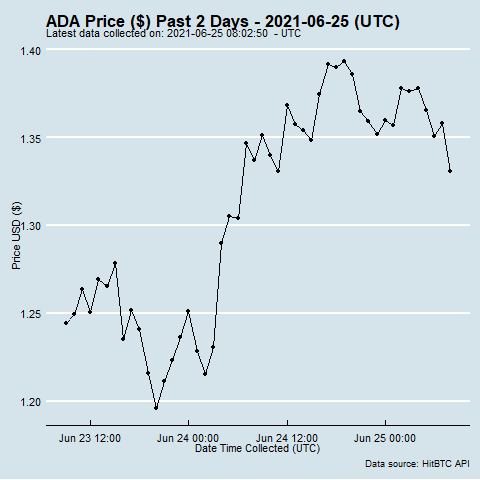 ADA Price ($) Past 2 Days - 2021-06-25 (UTC)
Latest data collected on: 2021-06-25 08:02:50 - UTC
1.40
1.35
1.30
1.25
1.20
Price USD ($)
Jun 23 12:00 Jun 24 00:00 Jun 24 12:00 Jun 25 00:00
Date Time Collected (UTC)
Data source: HitBTC API